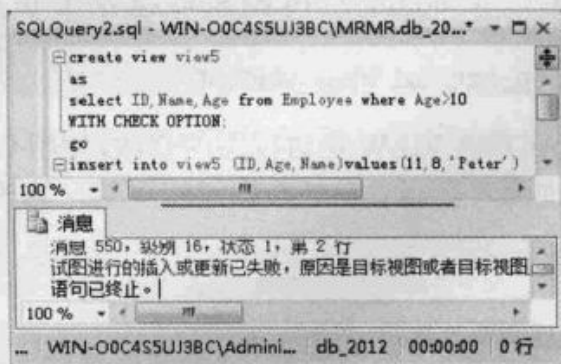 SQLQuery2.sql - WIN-O0C4S5UJ3BC\MRMR.db_20...*
create view view5
as
select ID,Name,Age from Employee where Age>10
WITH CHECK OPTION;
go
insert into view5 (ID,Age,Name)values(11,8,'Peter')
100 %
消息
消息 550，级别 16，状态 1，第 2 行
试图进行的插入或更新已失败，原因是目标视图或者目标视图
语句已终止。
100 %
... WIN-O0C4S5UJ3BC\Admini... db_2012 00:00:00 0 行